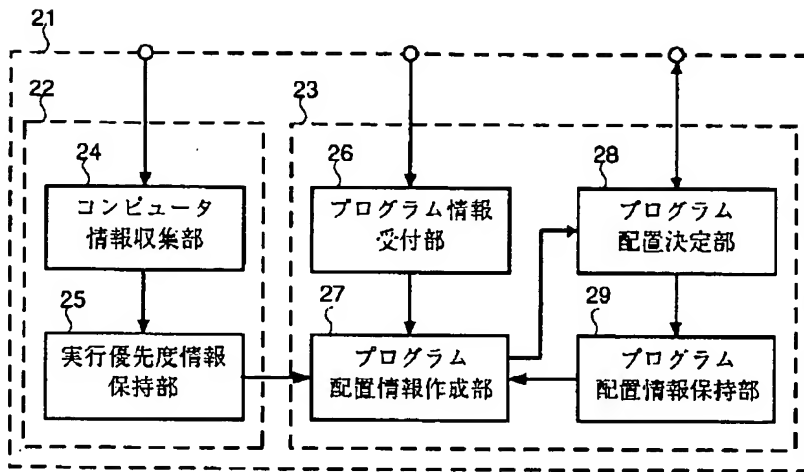 21
22
23
24
コンピュータ
情報収集部
26
プログラム情報
受付部
28
プログラム
配置決定部
25
実行優先度情報
保持部
27
プログラム
配置情報作成部
29
プログラム
配置情報保持部